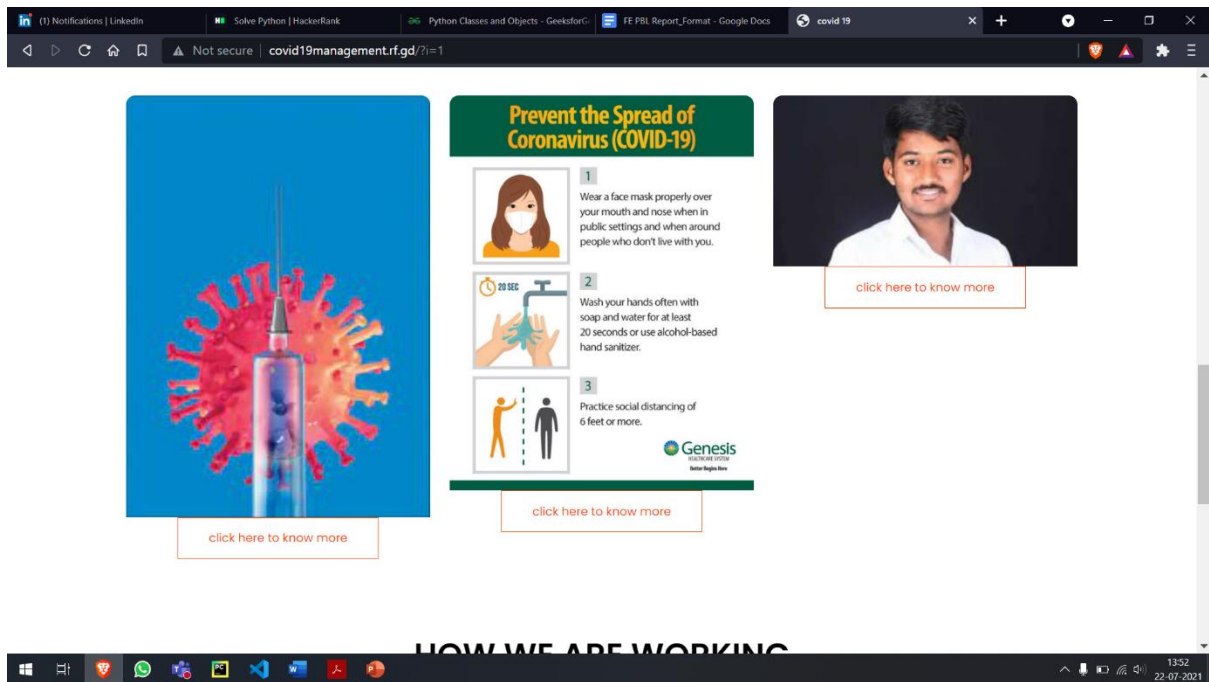 (1) Notifications | LinkedIn
Solve Python | HackerRank
Python Classes and Objects - GeeksforG
FE PBL Report_Format - Google Docs
covid 19
Not secure | covid19management.rf.gd/?i=1
Prevent the Spread of
Coronavirus (COVID-19)
1
Wear a face mask properly over
your mouth and nose when in
public settings and when around
people who don't live with you.
20 SEC
2
Wash your hands often with
soap and water for at least
20 seconds or use alcohol-based
hand sanitizer.
3
Practice social distancing of
6 feet or more.
Genesis
HEALTHCARE SYSTEM
Better Begins Here
click here to know more
click here to know more
click here to know more
HOW WE ARE WORKING
13:52
22-07-2021